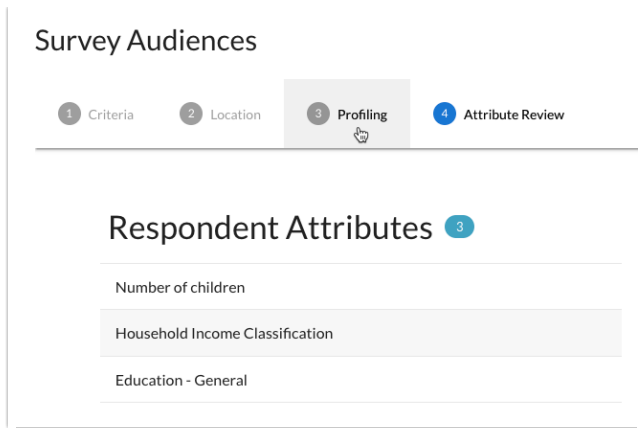 Survey Audiences
1 Criteria 2 Location 3 Profiling 4 Attribute Review
Respondent Attributes 3
Number of children
Household Income Classification
Education - General